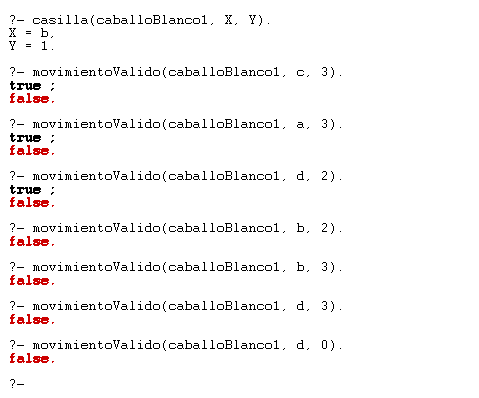 ?- casilla(caballoBlanco1, X, Y).
X = b,
Y = 1.
?- movimientoValido(caballoBlanco1, c, 3).
true ;
false.
?- movimientoValido(caballoBlanco1, a, 3).
true ;
false.
?- movimientoValido(caballoBlanco1, d, 2).
true ;
false.
?- movimientoValido(caballoBlanco1, b, 2).
false.
?- movimientoValido(caballoBlanco1, b, 3).
false.
?- movimientoValido(caballoBlanco1, d, 3).
false.
?- movimientoValido(caballoBlanco1, d, 0).
false.
?-